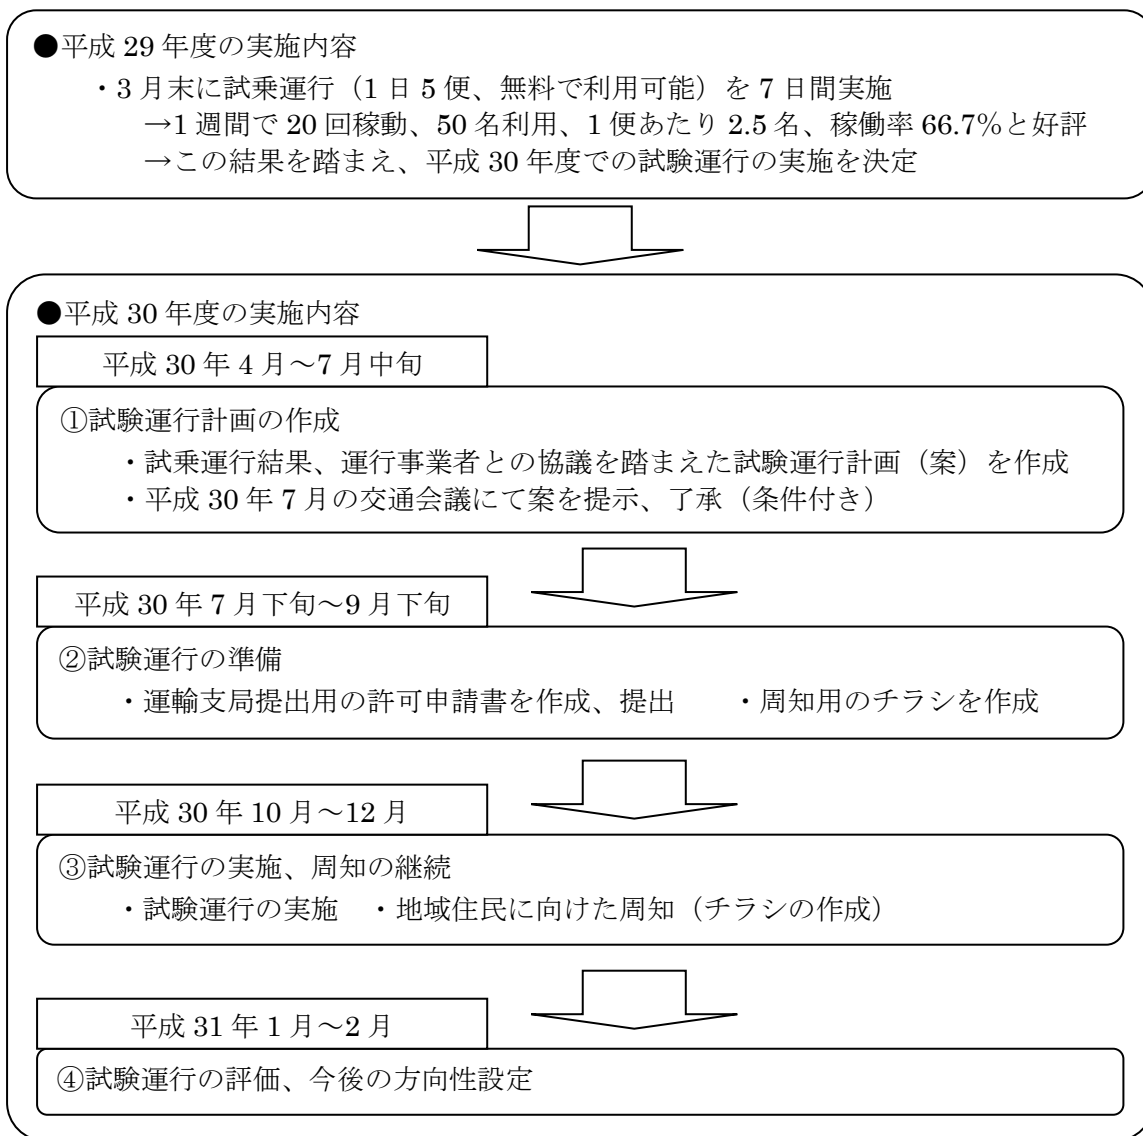 ●平成 29 年度の実施内容
・3 月末に試乗運行（1 日 5 便、無料で利用可能）を 7 日間実施
→1 週間で 20 回稼動、50 名利用、1 便あたり 2.5 名、稼働率 66.7%と好評
→この結果を踏まえ、平成 30 年度での試験運行の実施を決定
●平成 30 年度の実施内容
平成 30 年 4 月～7 月中旬
①試験運行計画の作成
・試乗運行結果、運行事業者との協議を踏まえた試験運行計画（案）を作成
・平成 30 年 7 月の交通会議にて案を提示、了承（条件付き）
平成 30 年 7 月下旬～9 月下旬
②試験運行の準備
・運輸支局提出用の許可申請書を作成、提出　　・周知用のチラシを作成
平成 30 年 10 月～12 月
③試験運行の実施、周知の継続
・試験運行の実施　・地域住民に向けた周知（チラシの作成）
平成 31 年 1 月～2 月
④試験運行の評価、今後の方向性設定